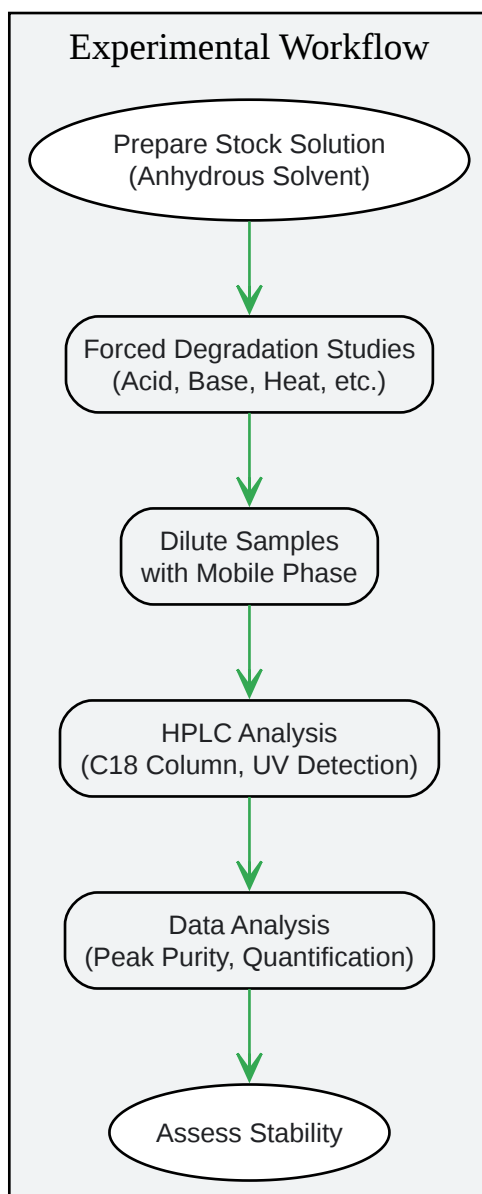 Experimental Workflow
Prepare Stock Solution
(Anhydrous Solvent)
Forced Degradation Studies
(Acid, Base, Heat, etc.)
Dilute Samples
with Mobile Phase
HPLC Analysis
(C18 Column, UV Detection)
Data Analysis
(Peak Purity, Quantification)
Assess Stability